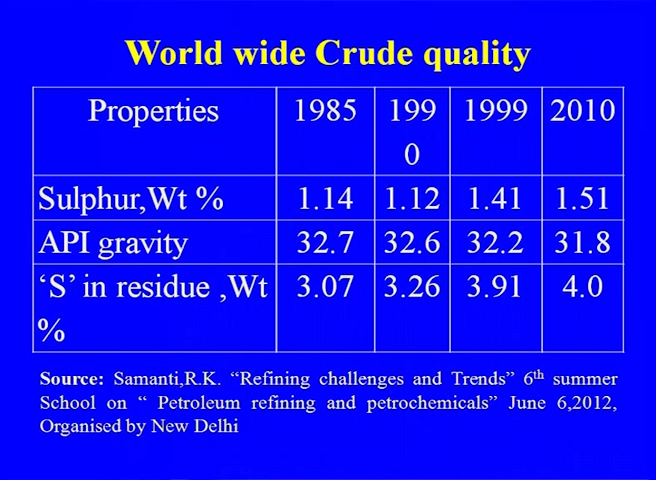 World wide Crude quality
Properties 1985 199 1999 2010
0
Sulphur,Wt % 1.14 1.12 1.41 1.51
API gravity 32.7 32.6 32.2 31.8
‘S’ in residue ,Wt 3.07 3.26 3.91 4.0
%
Source: Samanti,R.K. “Refining challenges and Trends” 6th summer
School on “ Petroleum refining and petrochemicals” June 6,2012,
Organised by New Delhi